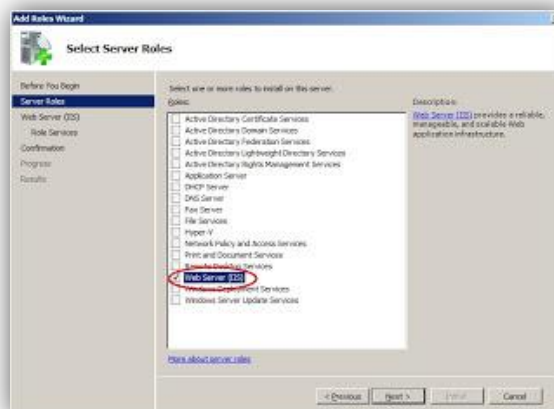 Add Roles Wizard
Select Server Roles
Before You Begin
Server Roles
Web Server (IIS)
Role Services
Confirmation
Progress
Results
Select one or more roles to install on this server.
Roles:
Active Directory Certificate Services
Active Directory Domain Services
Active Directory Federation Services
Active Directory Lightweight Directory Services
Active Directory Rights Management Services
Application Server
DHCP Server
DNS Server
Fax Server
File Services
Hyper-V
Network Policy and Access Services
Print and Document Services
Remote Desktop Services
Web Server (IIS)
Windows Deployment Services
Windows Server Update Services
More about server roles
Description:
Web Server (IIS) provides a reliable,
manageable, and scalable Web
application infrastructure.
< Previous
Next >
Install
Cancel